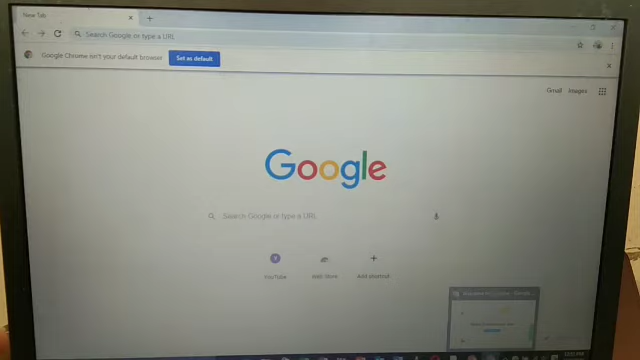 New Tab
Search Google or type a URL
Google Chrome isn't your default browser
Set as default
Gmail
Images
Google
Search Google or type a URL
YouTube
Web Store
Add shortcut